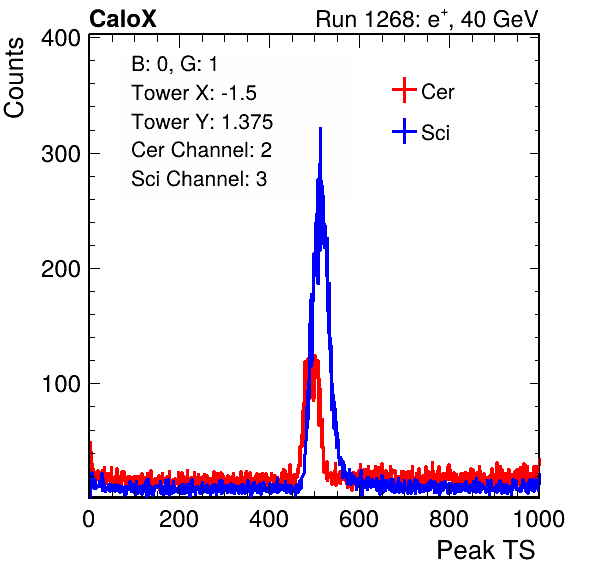 CaloX Run 1268: e⁺, 40 GeV
Counts
400
300
200
100
B: 0, G: 1
Tower X: -1.5
Tower Y: 1.375
Cer Channel: 2
Sci Channel: 3
Cer
Sci
0 200 400 600 800 1000
Peak TS